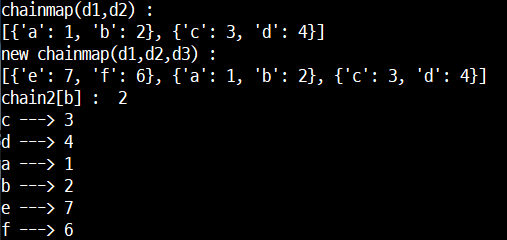 chainmap(d1,d2) :
[{'a': 1, 'b': 2}, {'c': 3, 'd': 4}]
new chainmap(d1,d2,d3) :
[{'e': 7, 'f': 6}, {'a': 1, 'b': 2}, {'c': 3, 'd': 4}]
chain2[b] :  2
c ---> 3
d ---> 4
a ---> 1
b ---> 2
e ---> 7
f ---> 6